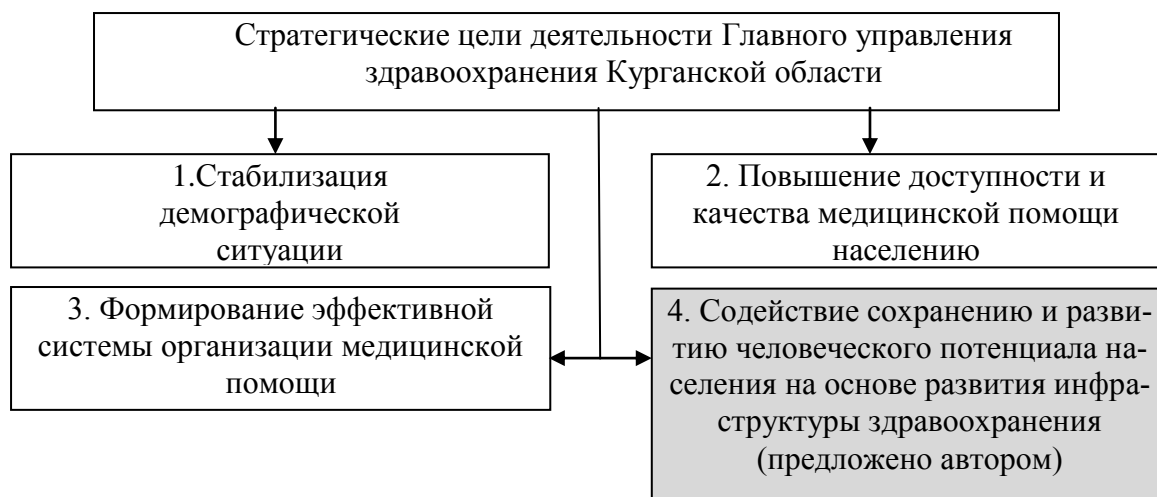 Стратегические цели деятельности Главного управления
здравоохранения Курганской области
1.Стабилизация
демографической
ситуации
2. Повышение доступности и
качества медицинской помощи
населению
3. Формирование эффективной
системы организации медицинской
помощи
4. Содействие сохранению и разви-
тию человеческого потенциала на-
селения на основе развития инфра-
структуры здравоохранения
(предложено автором)